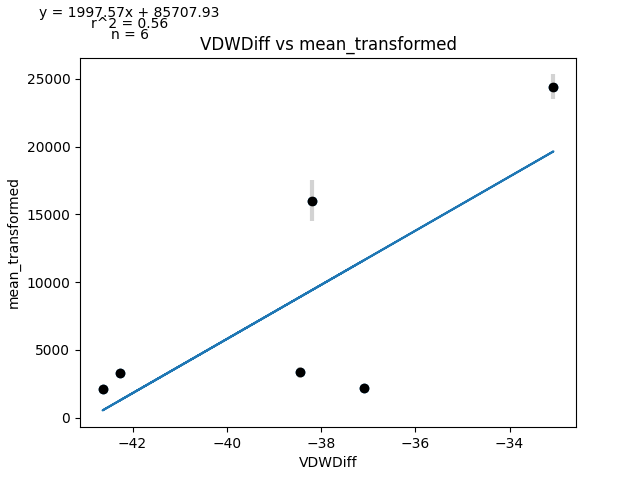 y = 1997.57x + 85707.93
r^2 = 0.56
n = 6
VDWDiff vs mean_transformed
25000
20000
15000
10000
5000
0
mean_transformed
−42
−40
−38
−36
−34
VDWDiff